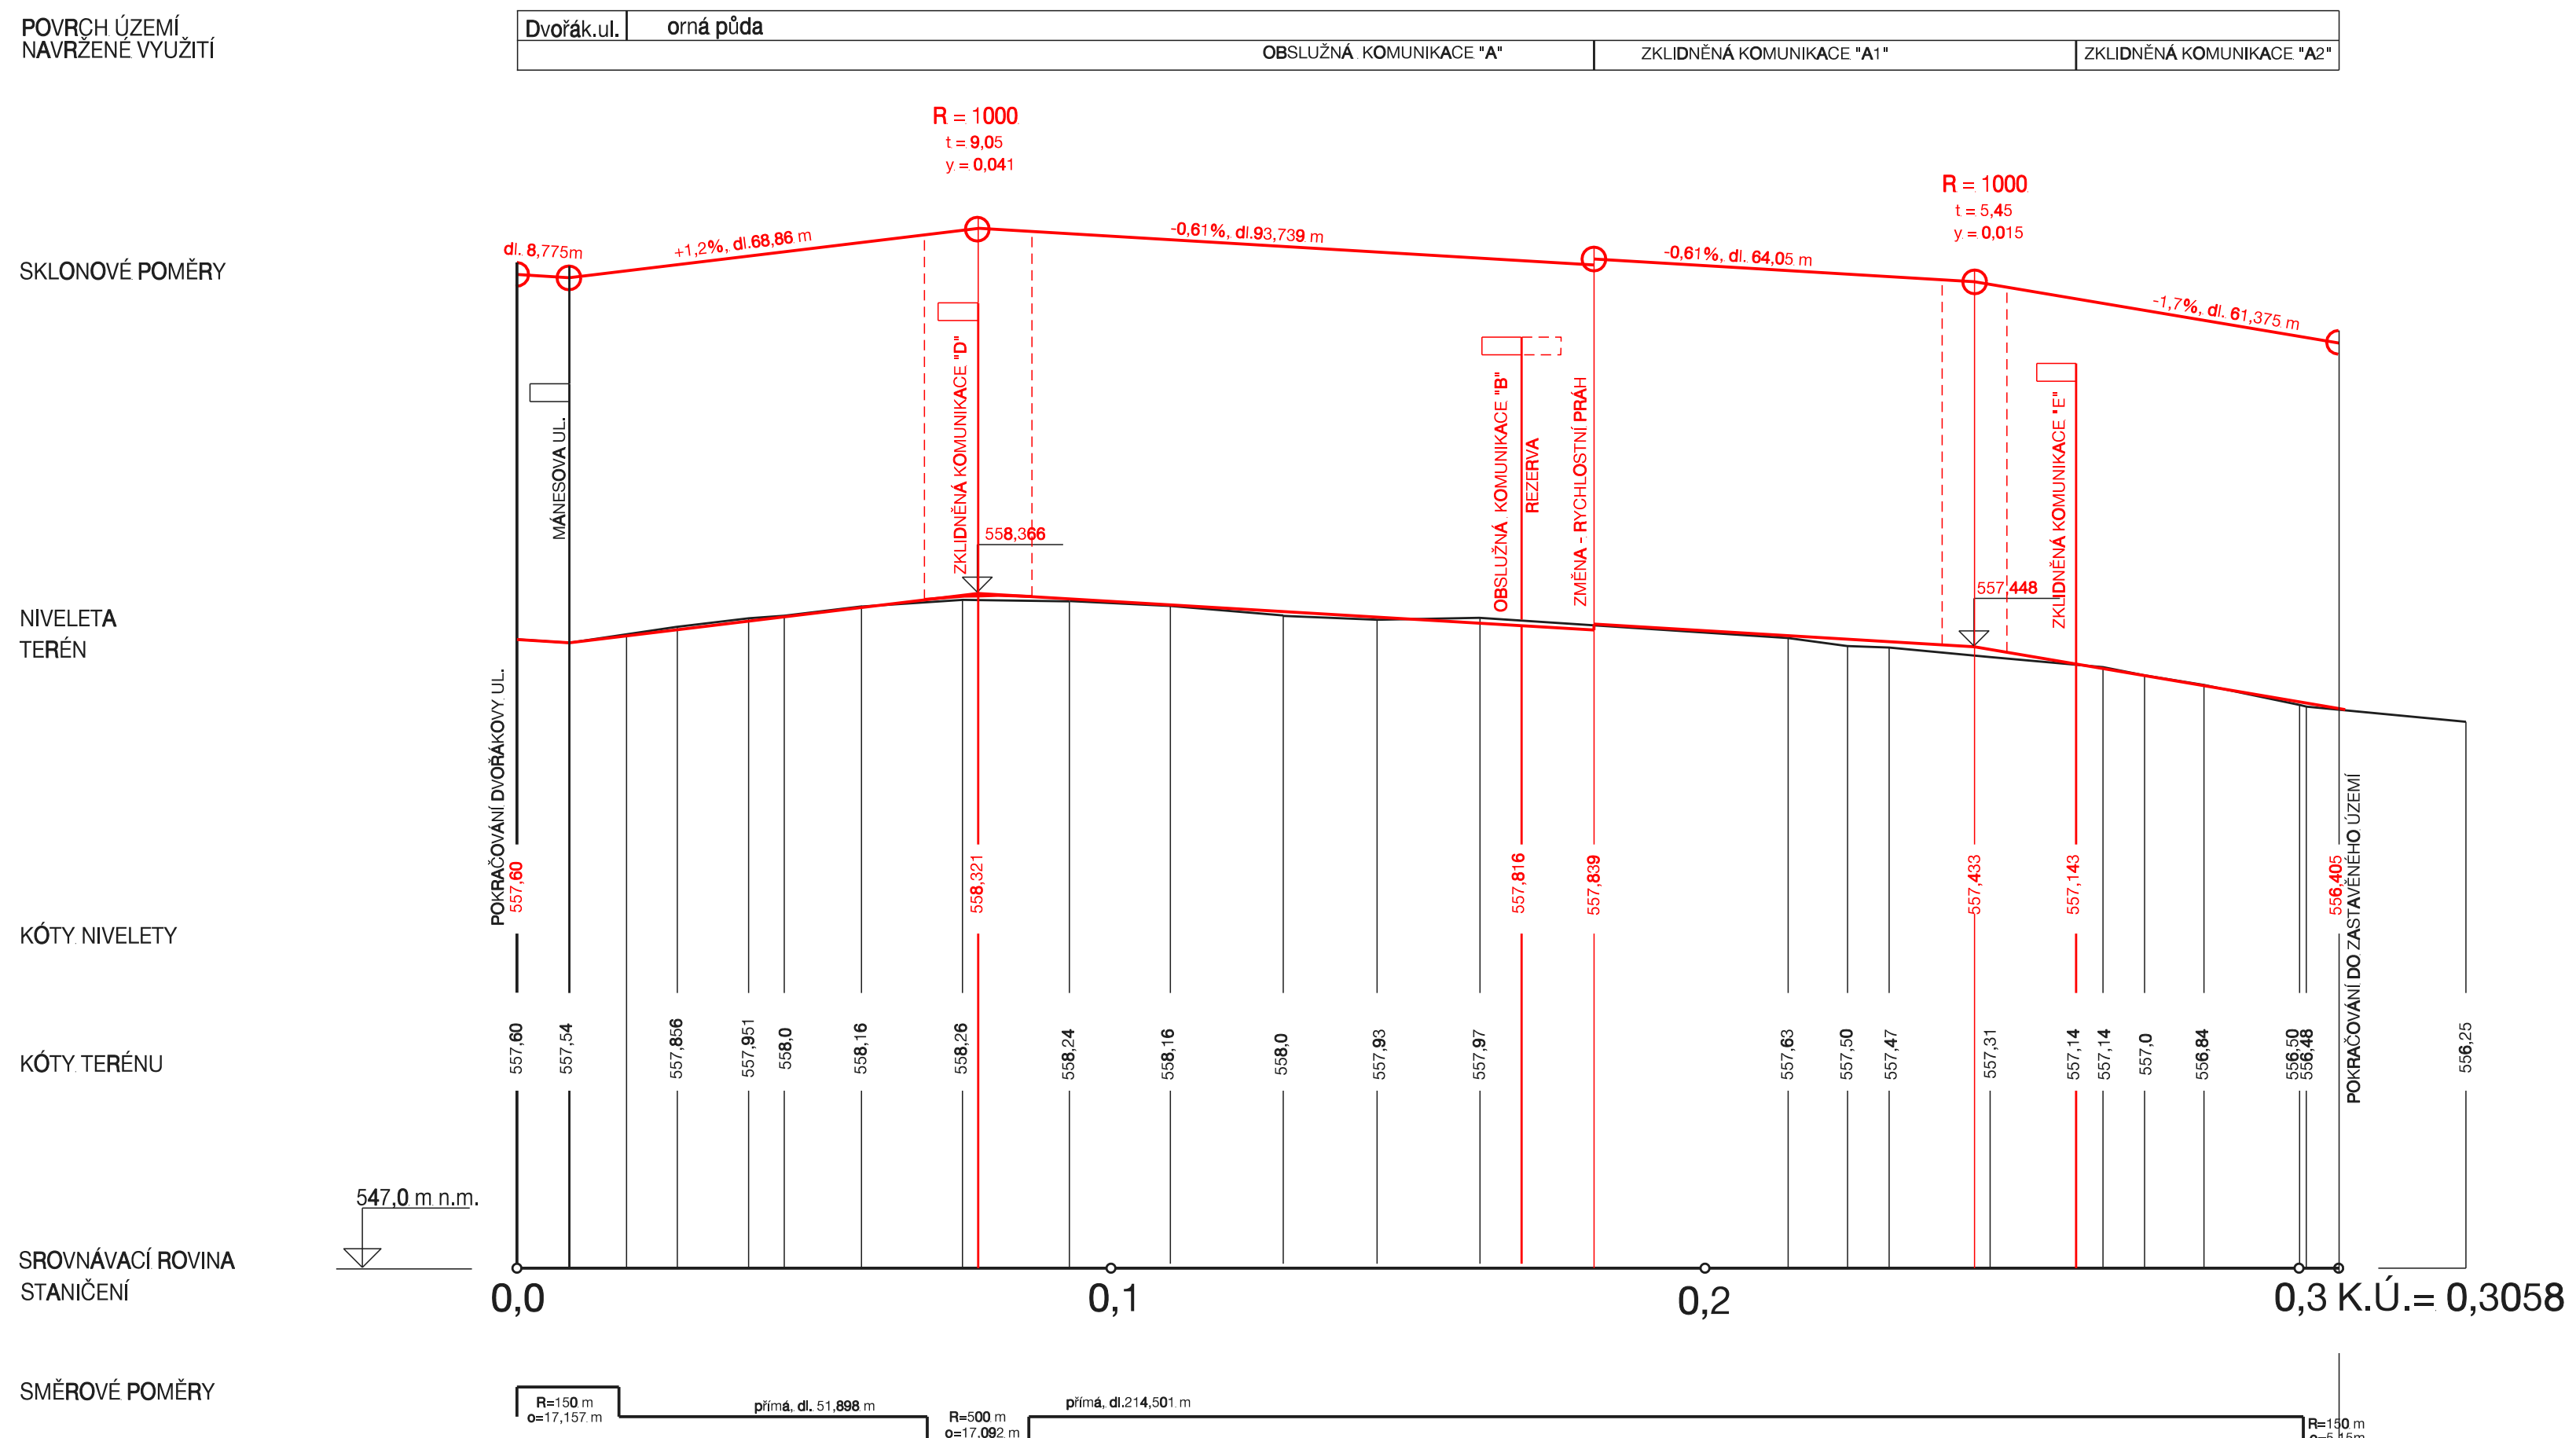 POVRCH ÚZEMÍ
NAVRŽENÉ VYUŽITÍ
Dvořák.ul. orná půda
OBSLUŽNÁ KOMUNIKACE "A" ZKLIDNĚNÁ KOMUNIKACE "A1" ZKLIDNĚNÁ KOMUNIKACE "A2"
R = 1000
t = 9,05
y = 0,041
R = 1000
t = 5,45
y = 0,015
SKLONOVÉ POMĚRY
dl. 8,775m
+1,2%, dl.68,86 m
-0,61%, dl.93,739 m
-0,61%, dl. 64,05 m
-1,7%, dl. 61,375 m
MÁNESOVA UL.
ZKLIDNĚNÁ KOMUNIKACE "D"
558,366
OBSLUŽNÁ KOMUNIKACE "B"
REZERVA
ZMĚNA - RYCHLOSTNÍ PRÁH
557,448
ZKLIDNĚNÁ KOMUNIKACE "E"
NIVELETA
TERÉN
POKRAČOVÁNÍ DVOŘÁKOVY UL.
POKRAČOVÁNÍ DO ZASTAVĚNÉHO ÚZEMÍ
KÓTY NIVELETY
557,60
558,321
557,816
557,839
557,433
557,143
556,405
KÓTY TERÉNU
557,60
557,54
557,856
557,951
558,0
558,16
558,26
558,24
558,16
558,0
557,93
557,97
557,63
557,50
557,47
557,31
557,14
557,14
557,0
556,84
556,50
556,48
556,25
547,0 m n.m.
SROVNÁVACÍ ROVINA
STANIČENÍ
0,0 0,1 0,2 0,3 K.Ú.= 0,3058
SMĚROVÉ POMĚRY
R=150 m
o=17,157 m
přímá, dl. 51,898 m
R=500 m
o=17,092 m
přímá, dl.214,501 m
R=150 m
o=5,15m